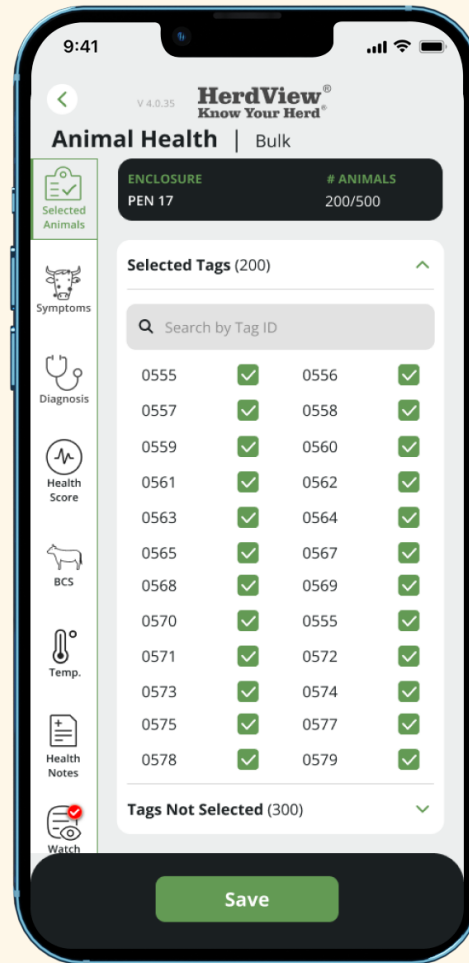 9:41
V 4.0.35
HerdView®
Know Your Herd®
Animal Health | Bulk
Selected
Animals
Symptoms
Diagnosis
Health
Score
BCS
Temp.
Health
Notes
Watch
ENCLOSURE # ANIMALS
PEN 17 200/500
Selected Tags (200)
Search by Tag ID
0555 0556
0557 0558
0559 0560
0561 0562
0563 0564
0565 0567
0568 0569
0570 0555
0571 0572
0573 0574
0575 0577
0578 0579
Tags Not Selected (300)
Save